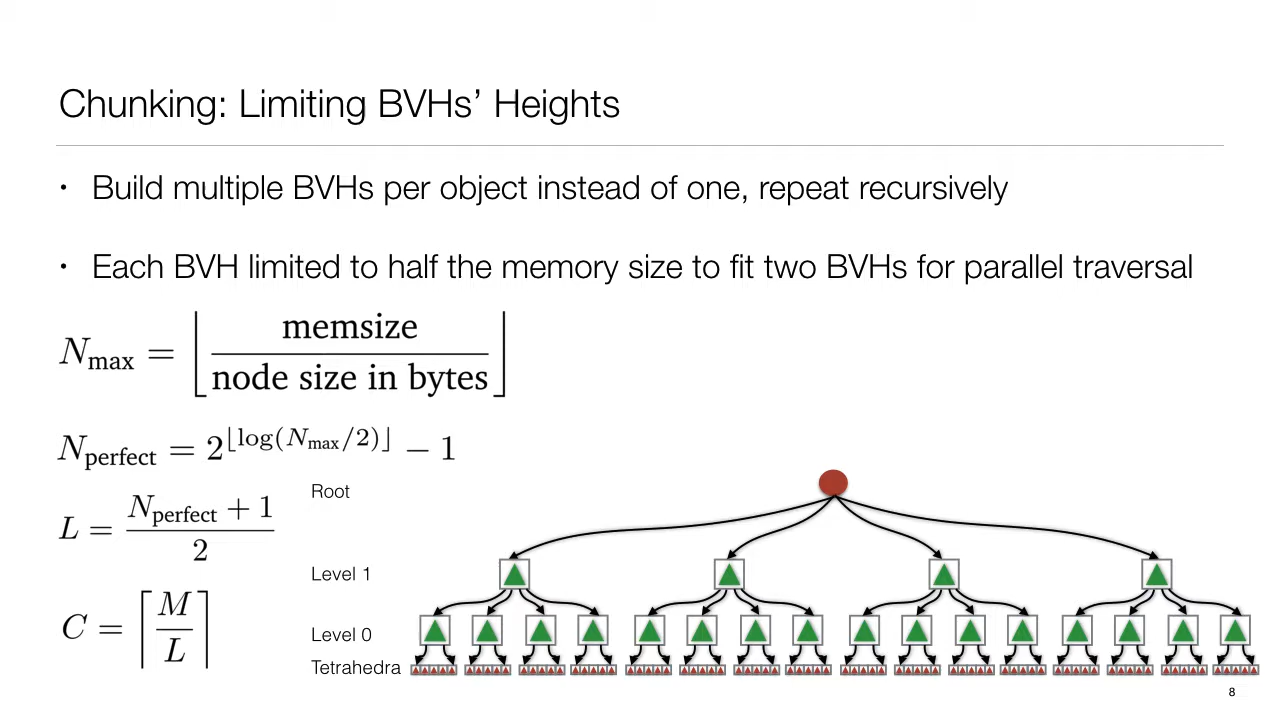 Chunking: Limiting BVHs’ Heights
• Build multiple BVHs per object instead of one, repeat recursively
• Each BVH limited to half the memory size to fit two BVHs for parallel traversal
N_max = ⌊ memsize / node size in bytes ⌋
N_perfect = 2^{⌊log(N_max/2)⌋} − 1
L = (N_perfect + 1) / 2
C = ⌈ M / L ⌉
Root
Level 1
Level 0
Tetrahedra
8